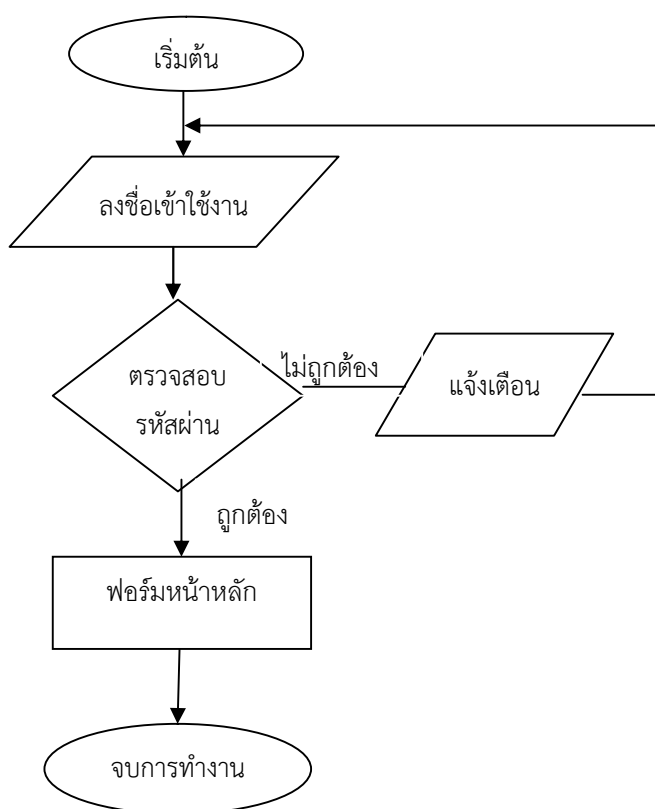 เริ่มต้น
ลงชื่อเข้าใช้งาน
ตรวจสอบ
รหัสผ่าน
ไม่ถูกต้อง
แจ้งเตือน
ถูกต้อง
ฟอร์มหน้าหลัก
จบการทำงาน